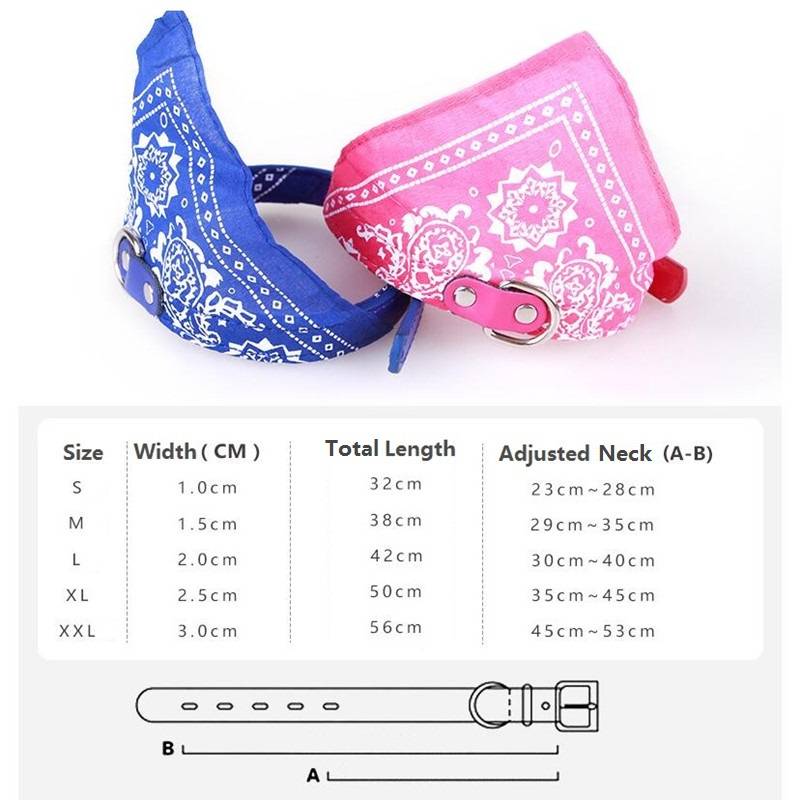 Size Width ( CM ) Total Length Adjusted Neck (A-B)
S 1.0cm 32cm 23cm~28cm
M 1.5cm 38cm 29cm~35cm
L 2.0cm 42cm 30cm~40cm
XL 2.5cm 50cm 35cm~45cm
XXL 3.0cm 56cm 45cm~53cm
B
A